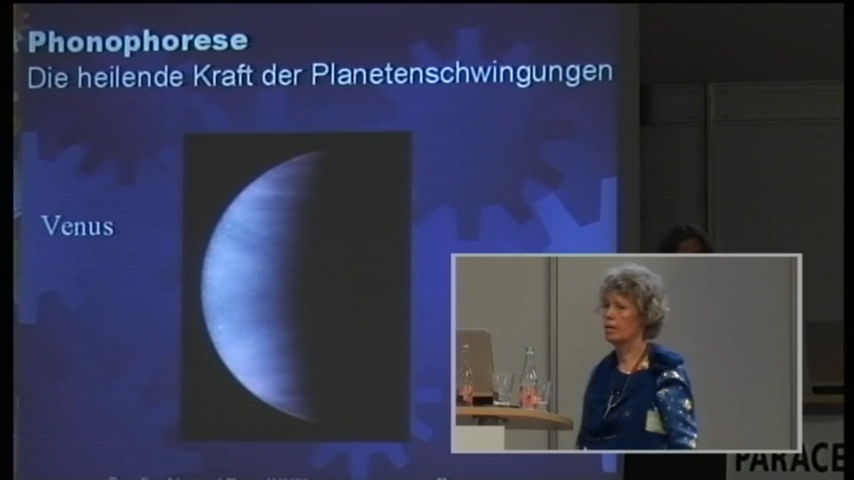 Phonophorese
Die heilende Kraft der Planetenschwingungen
Venus
PARACE